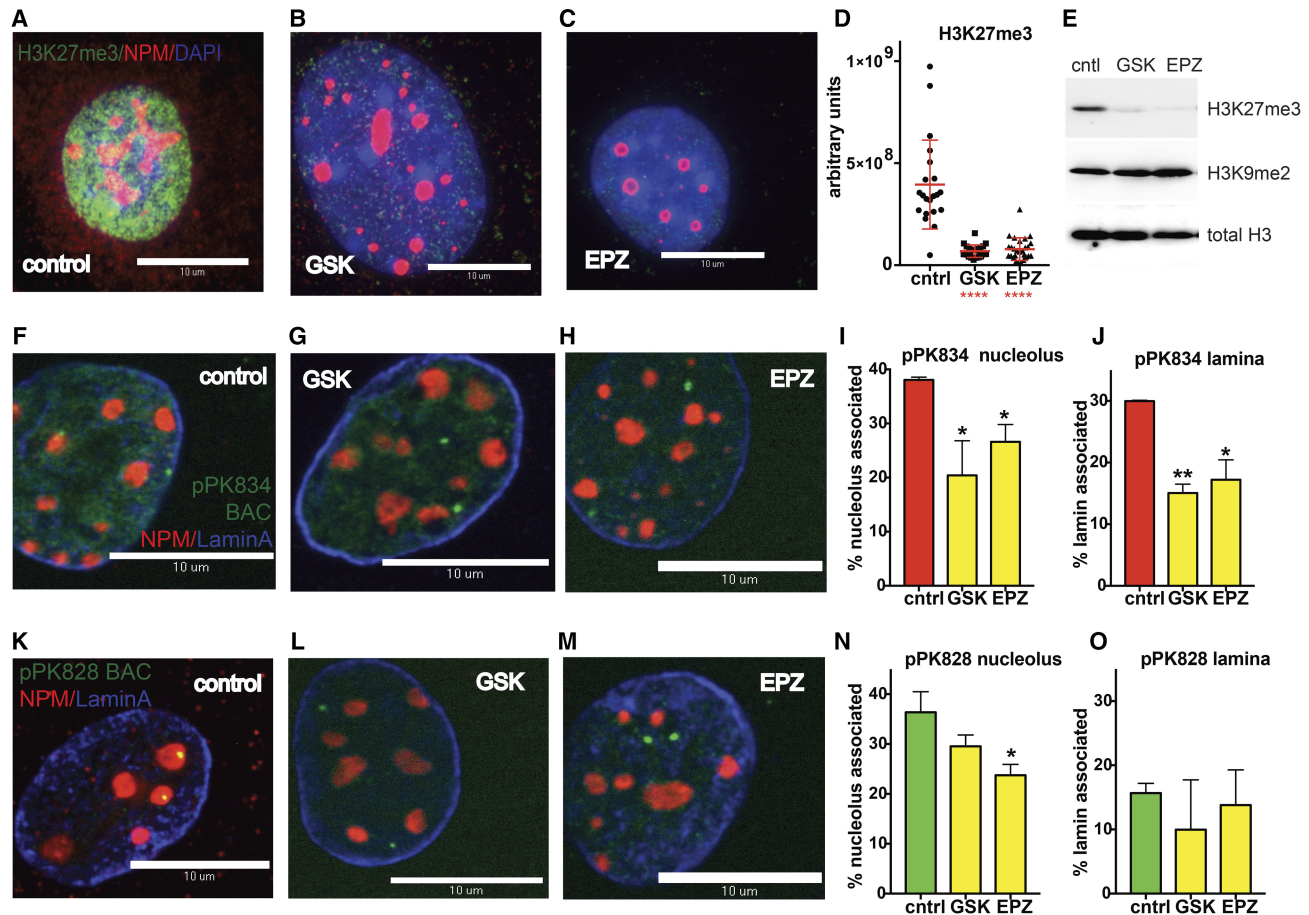 A
H3K27me3/NPM/DAPI
control
10 um
B
GSK
10 um
C
EPZ
10 um
D
H3K27me3
arbitrary units
1×10⁹
5×10⁸
0
cntrl GSK EPZ
**** ****
E
cntl GSK EPZ
H3K27me3
H3K9me2
total H3
F
control
pPK834
BAC
NPM/LaminA
10 um
G
GSK
10 um
H
EPZ
10 um
I
pPK834 nucleolus
% nucleolus associated
40
30
20
10
0
* *
cntrl GSK EPZ
J
pPK834 lamina
% lamin associated
30
20
10
0
** *
cntrl GSK EPZ
K
pPK828 BAC
NPM/LaminA
control
10 um
L
GSK
10 um
M
EPZ
10 um
N
pPK828 nucleolus
% nucleolus associated
40
30
20
10
0
*
cntrl GSK EPZ
O
pPK828 lamina
% lamin associated
30
20
10
0
cntrl GSK EPZ